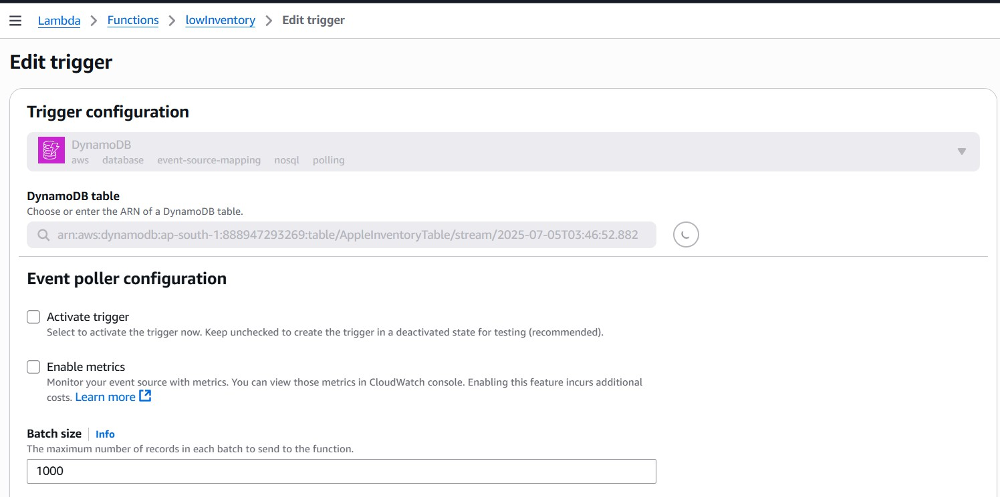 Lambda > Functions > lowInventory > Edit trigger
Edit trigger
Trigger configuration
DynamoDB
aws database event-source-mapping nosql polling
DynamoDB table
Choose or enter the ARN of a DynamoDB table.
arn:aws:dynamodb:ap-south-1:888947293269:table/AppleInventoryTable/stream/2025-07-05T03:46:52.882
Event poller configuration
Activate trigger
Select to activate the trigger now. Keep unchecked to create the trigger in a deactivated state for testing (recommended).
Enable metrics
Monitor your event source with metrics. You can view those metrics in CloudWatch console. Enabling this feature incurs additional
costs. Learn more
Batch size Info
The maximum number of records in each batch to send to the function.
1000